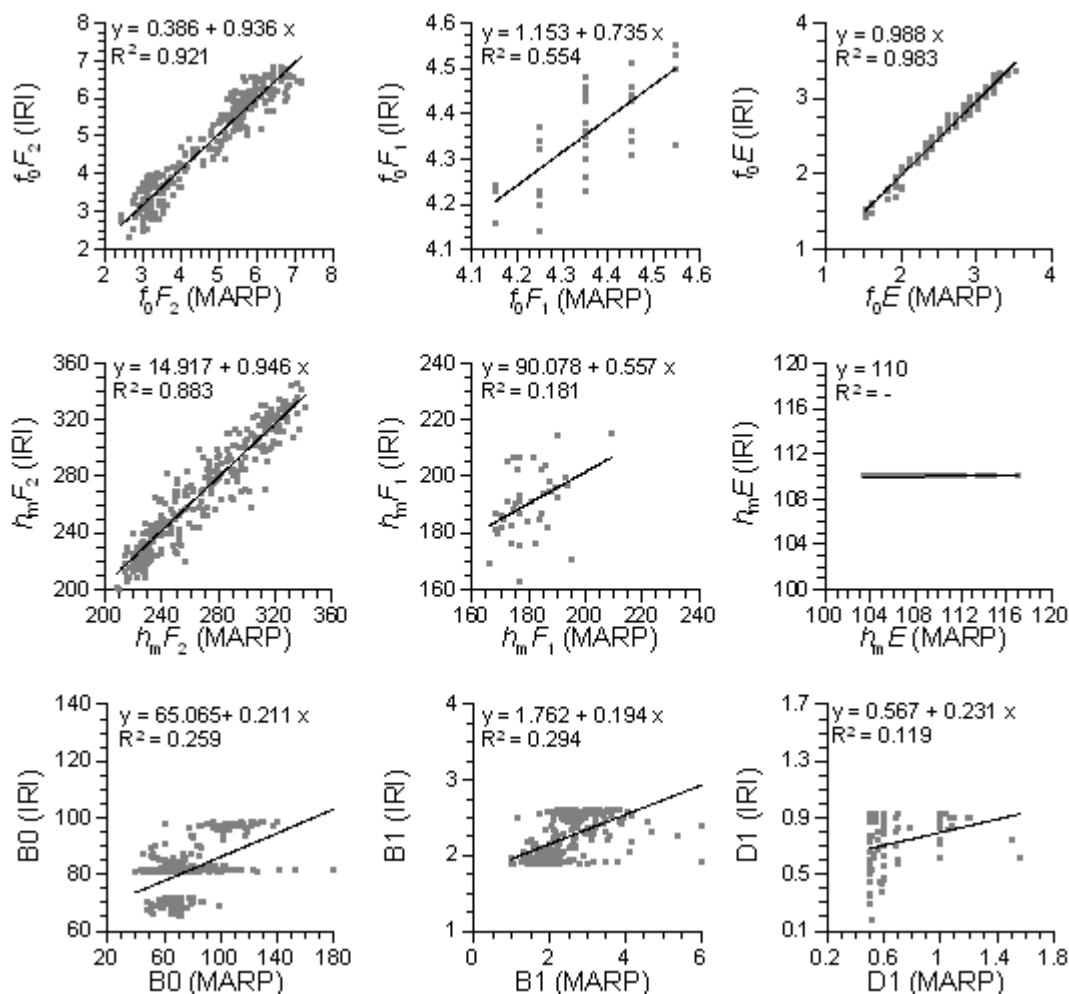 y = 0.386 + 0.936 x
R² = 0.921
8
7
6
5
4
3
2
f₀F₂ (IRI)
2 3 4 5 6 7 8
f₀F₂ (MARP)
y = 1.153 + 0.735 x
R² = 0.554
4.6
4.5
4.4
4.3
4.2
4.1
f₀F₁ (IRI)
4.1 4.2 4.3 4.4 4.5 4.6
f₀F₁ (MARP)
y = 0.988 x
R² = 0.983
4
3
2
1
f₀E (IRI)
1 2 3 4
f₀E (MARP)
y = 14.917 + 0.946 x
R² = 0.883
360
320
280
240
200
hₘF₂ (IRI)
200 240 280 320 360
hₘF₂ (MARP)
y = 90.078 + 0.557 x
R² = 0.181
240
220
200
180
160
hₘF₁ (IRI)
160 180 200 220 240
hₘF₁ (MARP)
y = 110
R² = -
120
116
112
108
104
100
hₘE (IRI)
100 104 108 112 116 120
hₘE (MARP)
y = 65.065+ 0.211 x
R² = 0.259
140
120
100
80
60
B0 (IRI)
20 60 100 140 180
B0 (MARP)
y = 1.762 + 0.194 x
R² = 0.294
4
3
2
1
B1 (IRI)
0 2 4 6
B1 (MARP)
y = 0.567 + 0.231 x
R² = 0.119
1.7
1.3
0.9
0.5
0.1
D1 (IRI)
0.2 0.6 1 1.4 1.8
D1 (MARP)